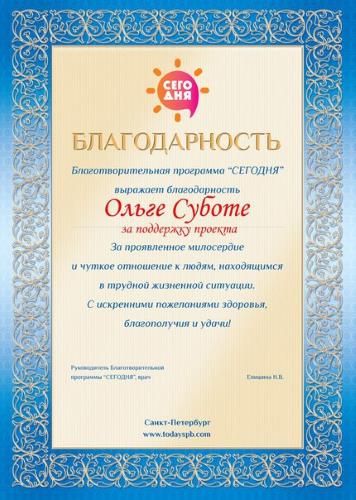 СЕГО
ДНЯ
БЛАГОДАРНОСТЬ
Благотворительная программа “СЕГОДНЯ”
выражает благодарность
Ольге Суботе
за поддержку проекта
За проявленное милосердие
и чуткое отношение к людям, находящимся
в трудной жизненной ситуации.
С искренними пожеланиями здоровья,
благополучия и удачи!
Руководитель Благотворительной
программы “СЕГОДНЯ”, врач Елишина Н.В.
Санкт-Петербург
www.todayspb.com